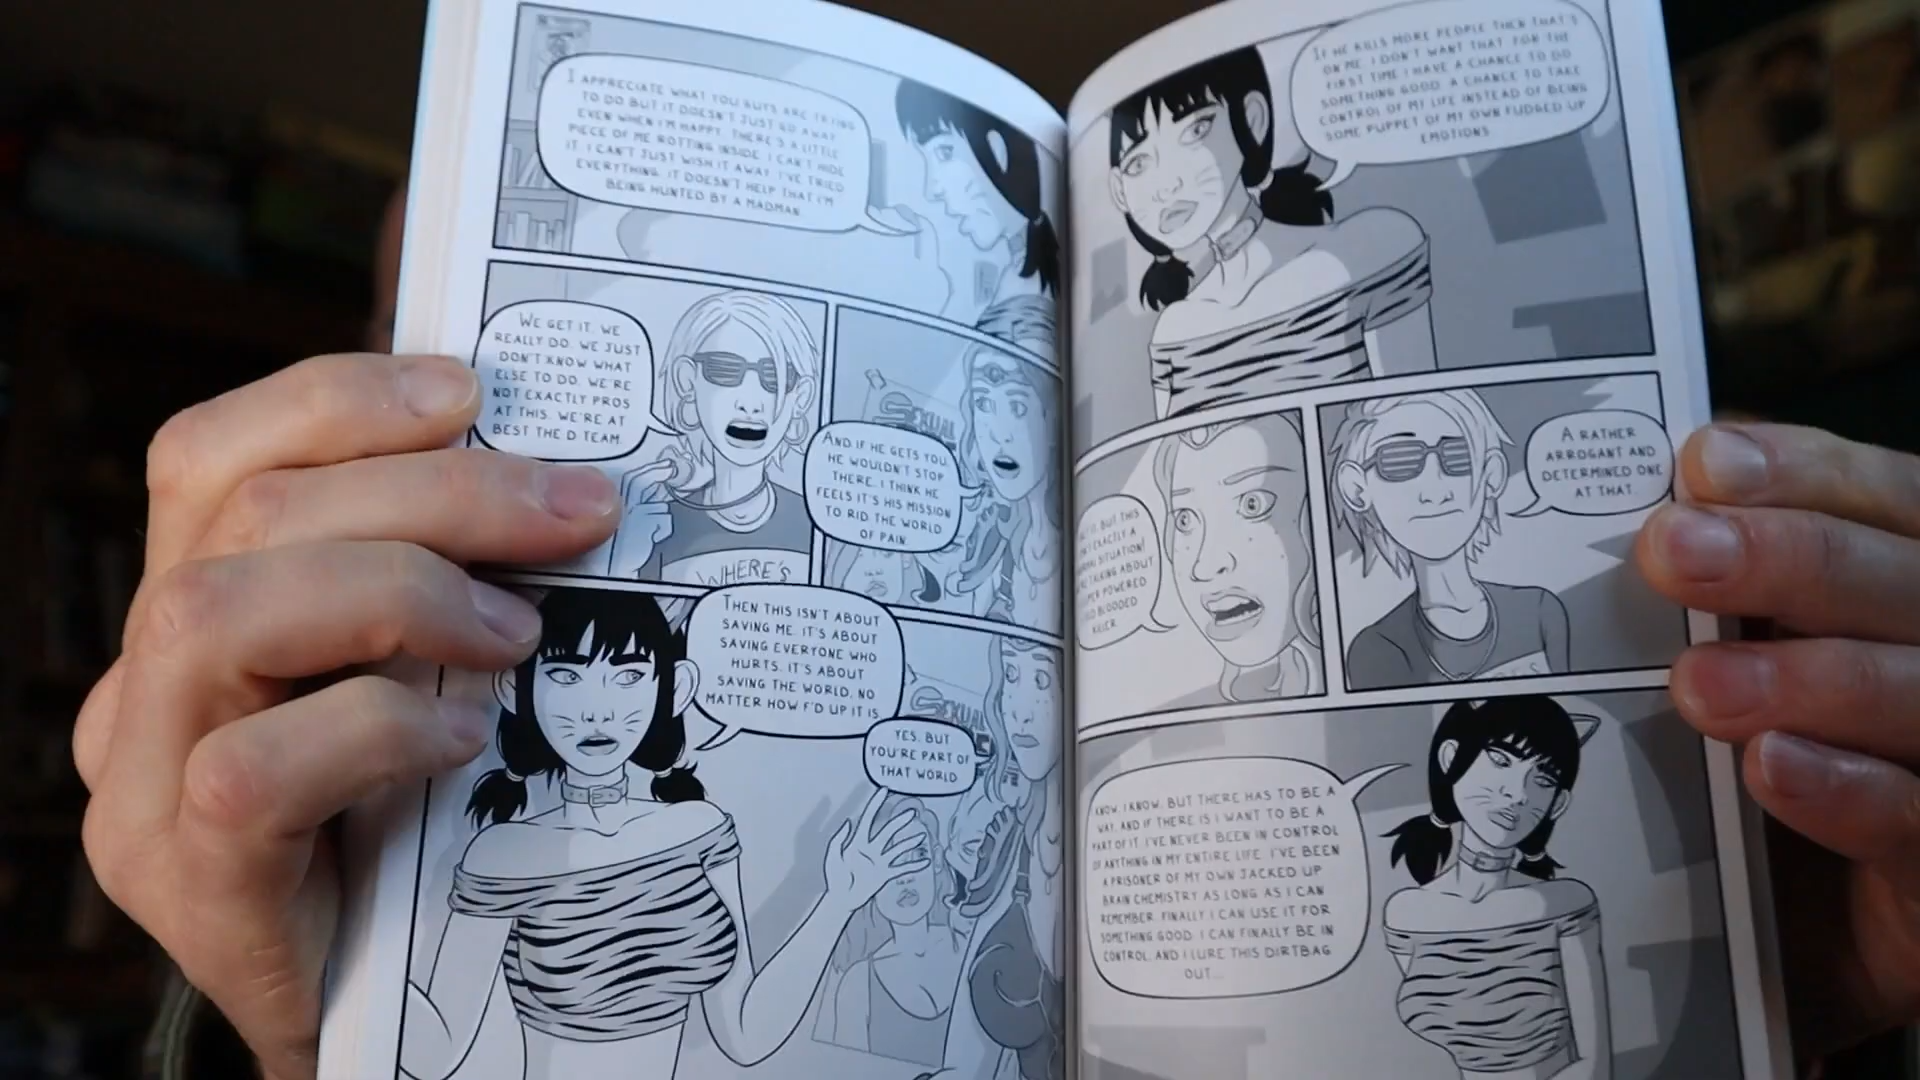 I APPRECIATE WHAT YOU GUYS ARE TRYING
TO DO BUT IT DOESN'T JUST GO AWAY.
EVEN WHEN I'M HAPPY, THERE'S A LITTLE
PIECE OF ME ROTTING INSIDE. I CAN'T HIDE
IT. I CAN'T JUST WISH IT AWAY. I'VE TRIED
EVERYTHING. IT DOESN'T HELP THAT I'M
BEING HUNTED BY A MADMAN.
WE GET IT. WE
REALLY DO. WE JUST
DON'T KNOW WHAT
ELSE TO DO. WE'RE
NOT EXACTLY PROS
AT THIS. WE'RE AT
BEST THE D TEAM.
WHERE'S
SEXUAL
AND IF HE GETS YOU,
HE WOULDN'T STOP
THERE. I THINK HE
FEELS IT'S HIS MISSION
TO RID THE WORLD
OF PAIN.
THEN THIS ISN'T ABOUT
SAVING ME. IT'S ABOUT
SAVING EVERYONE WHO
HURTS. IT'S ABOUT
SAVING THE WORLD, NO
MATTER HOW F'D UP IT IS.
SEXUAL
YES, BUT
YOU'RE PART OF
THAT WORLD.
IF HE KILLS MORE PEOPLE THEN THAT'S
ON ME. I DON'T WANT THAT. FOR THE
FIRST TIME I HAVE A CHANCE TO DO
SOMETHING GOOD. A CHANCE TO TAKE
CONTROL OF MY LIFE INSTEAD OF BEING
SOME PUPPET OF MY OWN FUDGED UP
EMOTIONS.
IT, BUT THIS
EXACTLY A
SITUATION!
TALKING ABOUT
POWERED
BLOODED
KILLER.
A RATHER
ARROGANT AND
DETERMINED ONE
AT THAT.
KNOW, I KNOW. BUT THERE HAS TO BE A
WAY. AND IF THERE IS I WANT TO BE A
PART OF IT. I'VE NEVER BEEN IN CONTROL
OF ANYTHING IN MY ENTIRE LIFE. I'VE BEEN
A PRISONER OF MY OWN JACKED UP
BRAIN CHEMISTRY AS LONG AS I CAN
REMEMBER. FINALLY I CAN USE IT FOR
SOMETHING GOOD. I CAN FINALLY BE IN
CONTROL. AND I LURE THIS DIRTBAG
OUT...